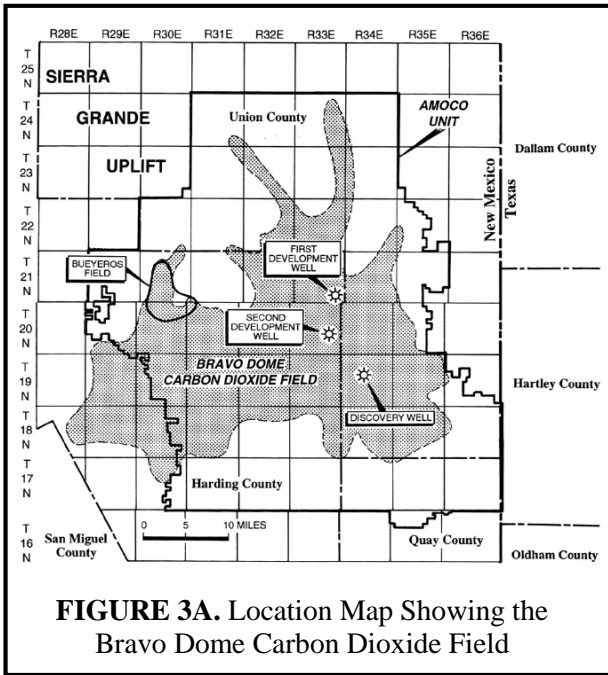 R28E R29E R30E R31E R32E R33E R34E R35E R36E
T
25
N
SIERRA
T
24
N
GRANDE
Union County
AMOCO
UNIT
Dallam County
T
23
N
UPLIFT
New Mexico
Texas
T
22
N
FIRST
DEVELOPMENT
WELL
BUEYEROS
FIELD
T
21
N
SECOND
DEVELOPMENT
WELL
T
20
N
BRAVO DOME
CARBON DIOXIDE FIELD
T
19
N
Hartley County
DISCOVERY WELL
T
18
N
T
17
N
Harding County
0 5 10 MILES
T
16
N
San Miguel
County
Quay County
Oldham County
FIGURE 3A. Location Map Showing the
Bravo Dome Carbon Dioxide Field